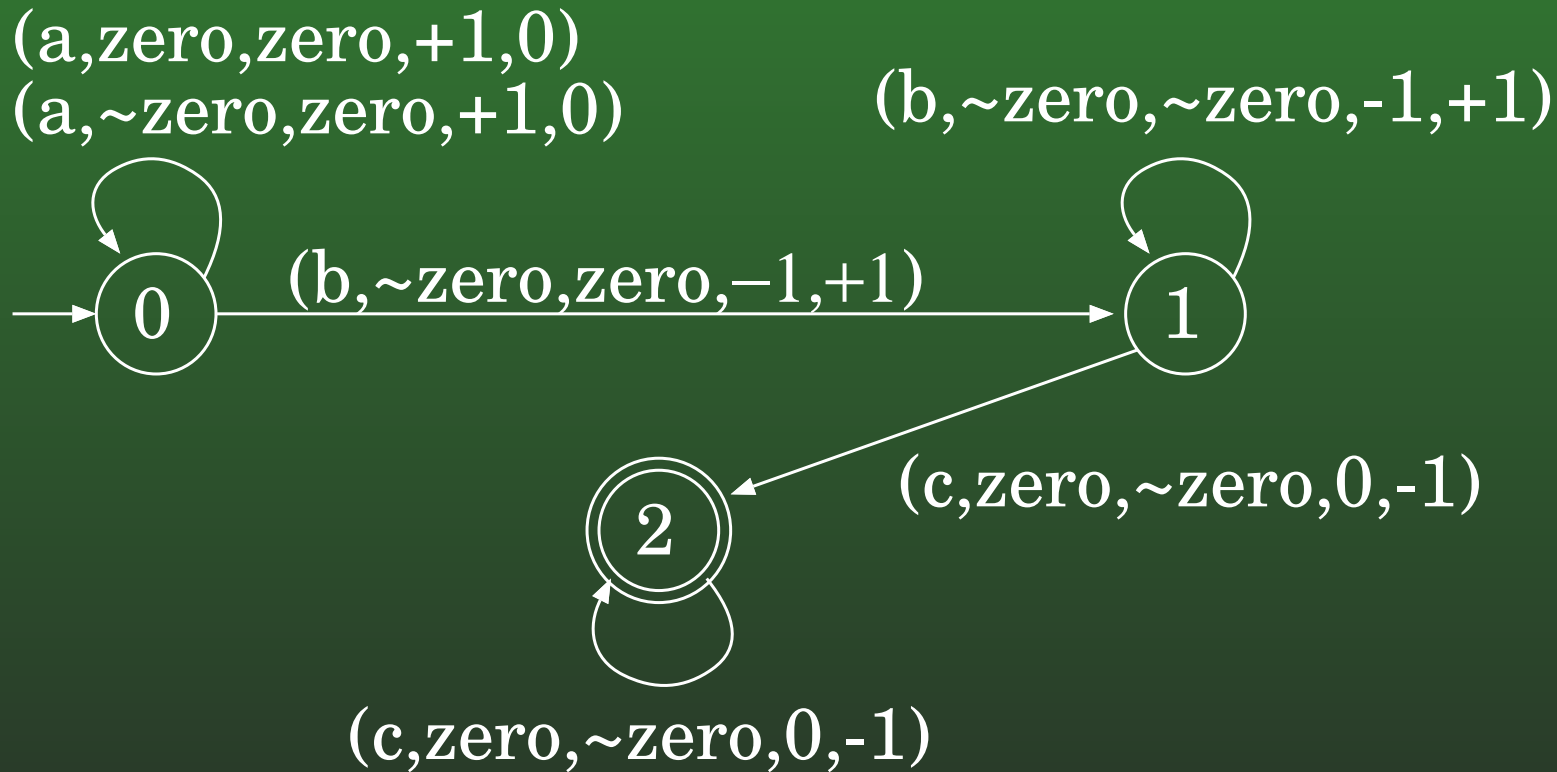 (a,zero,zero,+1,0)
(a,~zero,zero,+1,0)
(b,~zero,~zero,-1,+1)
(b,~zero,zero,−1,+1)
0
1
(c,zero,~zero,0,-1)
2
(c,zero,~zero,0,-1)